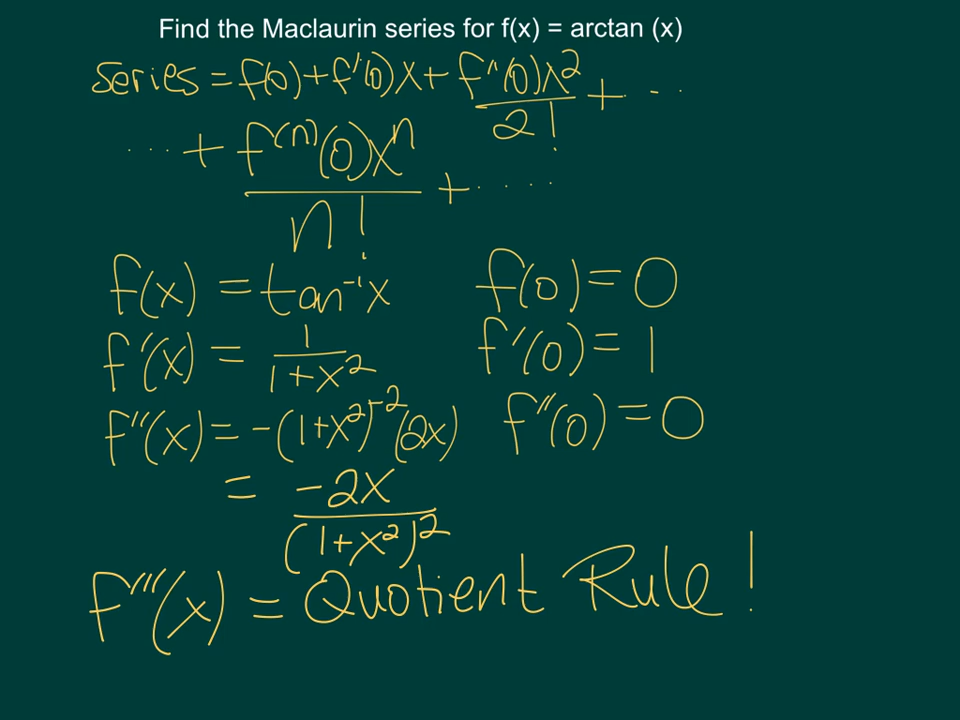 Find the Maclaurin series for f(x) = arctan (x)
Series = f(0) + f'(0)x + f''(0)x²/2! + ...
... + f⁽ⁿ⁾(0)xⁿ/n! + ....
f(x) = tan⁻¹x f(0) = 0
f'(x) = 1/1+x² f'(0) = 1
f''(x) = -(1+x²)⁻²(2x) f''(0) = 0
= -2x/(1+x²)²
f'''(x) = Quotient Rule!